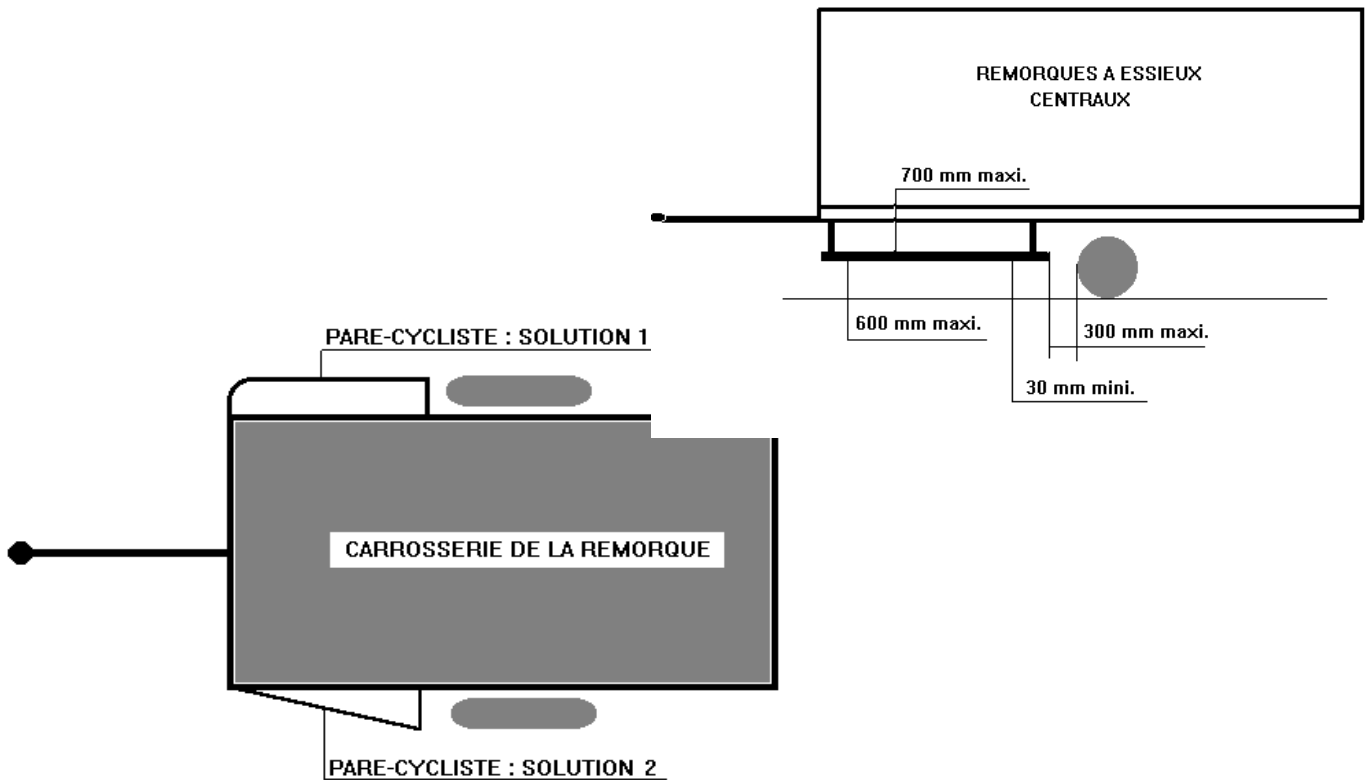 REMORQUES A ESSIEUX
CENTRAUX
700 mm maxi.
600 mm maxi.
300 mm maxi.
30 mm mini.
PARE-CYCLISTE : SOLUTION 1
CARROSSERIE DE LA REMORQUE
PARE-CYCLISTE : SOLUTION 2